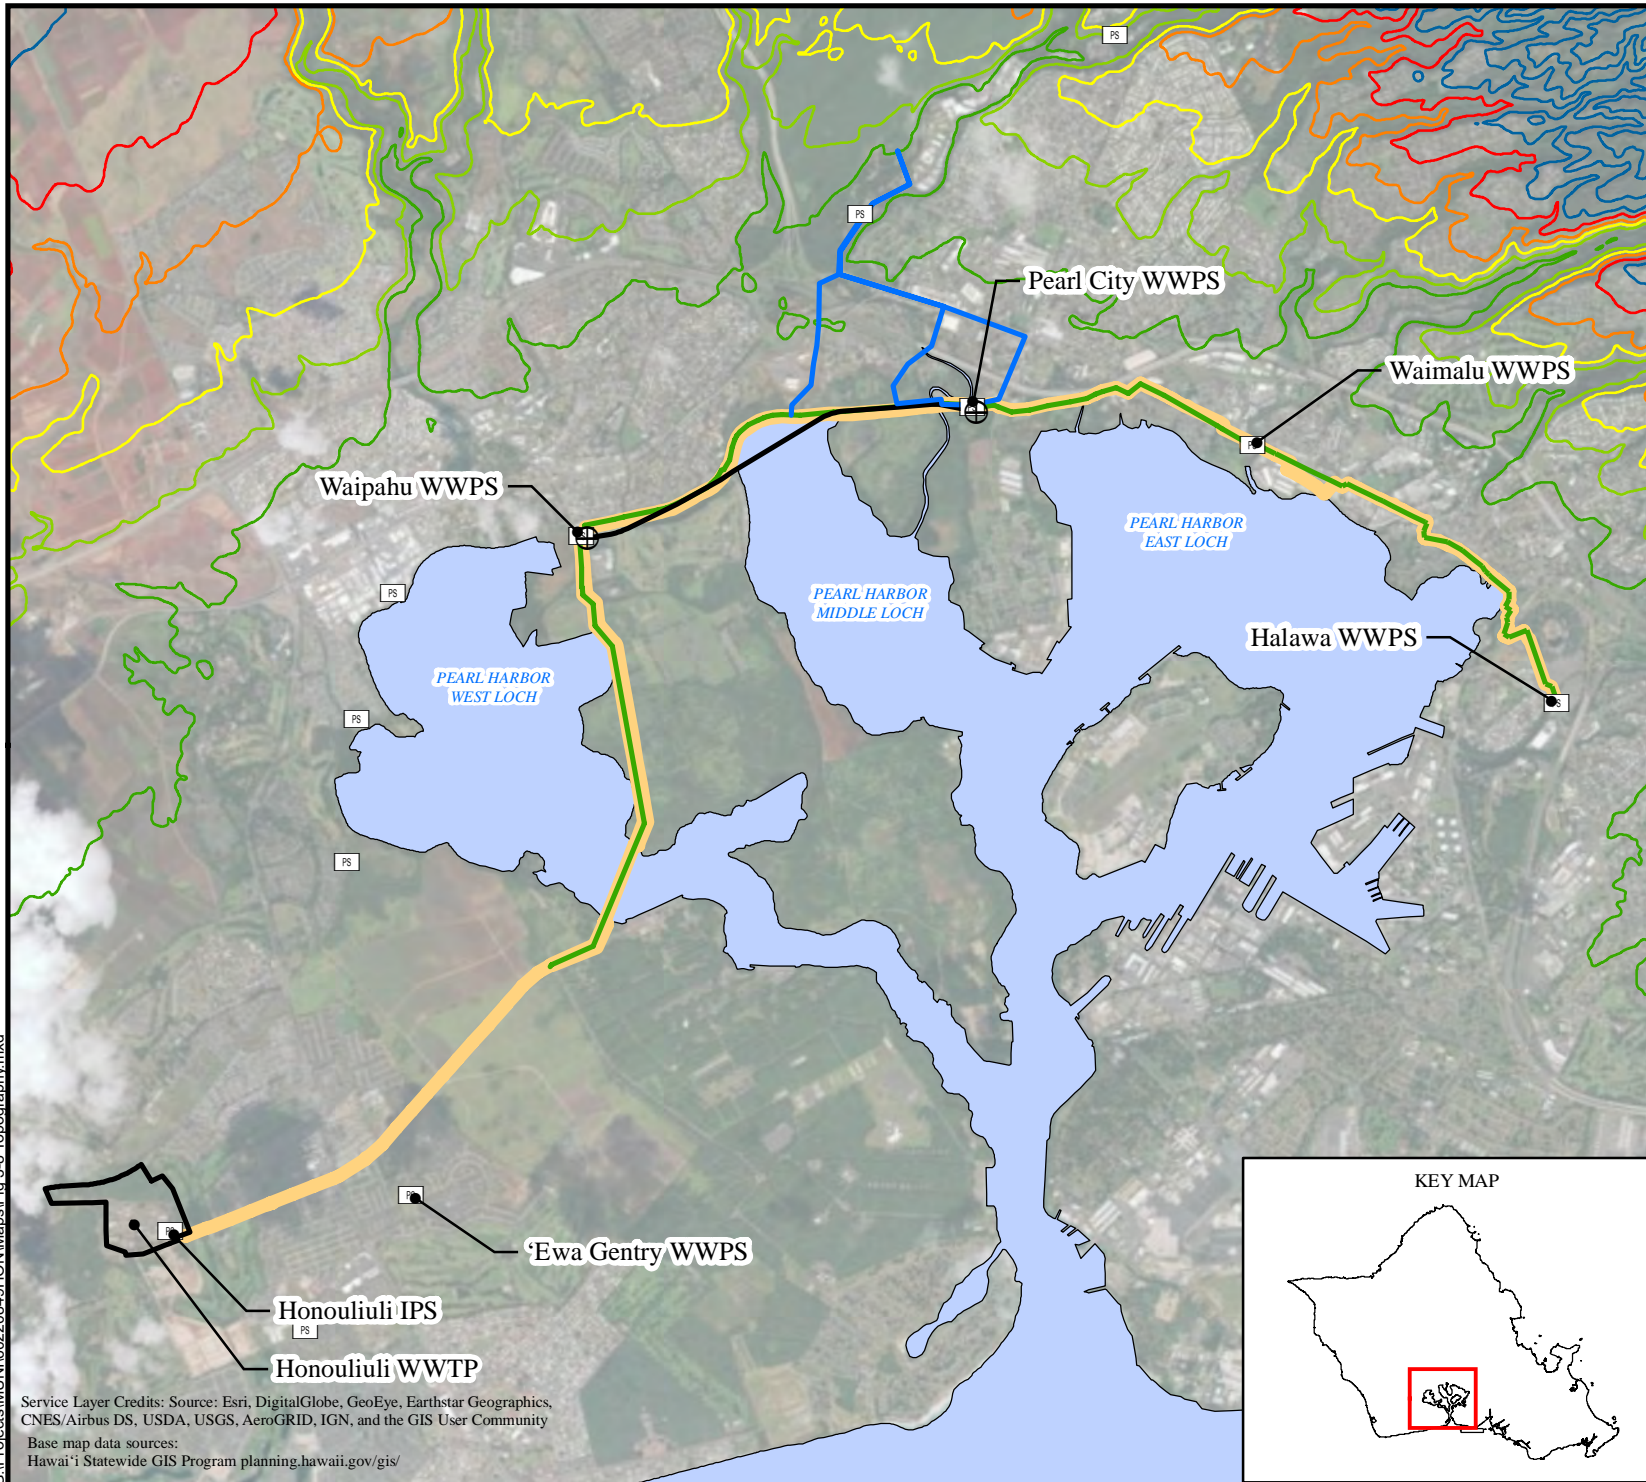 PS
PS
Pearl City WWPS
Waimalu WWPS
Waipahu WWPS
PEARL HARBOR
EAST LOCH
PS
PEARL HARBOR
MIDDLE LOCH
Halawa WWPS
PEARL HARBOR
WEST LOCH
PS
PS
ʻEwa Gentry WWPS
Honouliuli IPS
PS
Honouliuli WWTP
KEY MAP
Service Layer Credits: Source: Esri, DigitalGlobe, GeoEye, Earthstar Geographics,
CNES/Airbus DS, USDA, USGS, AeroGRID, IGN, and the GIS User Community
Base map data sources:
Hawaiʻi Statewide GIS Program planning.hawaii.gov/gis/